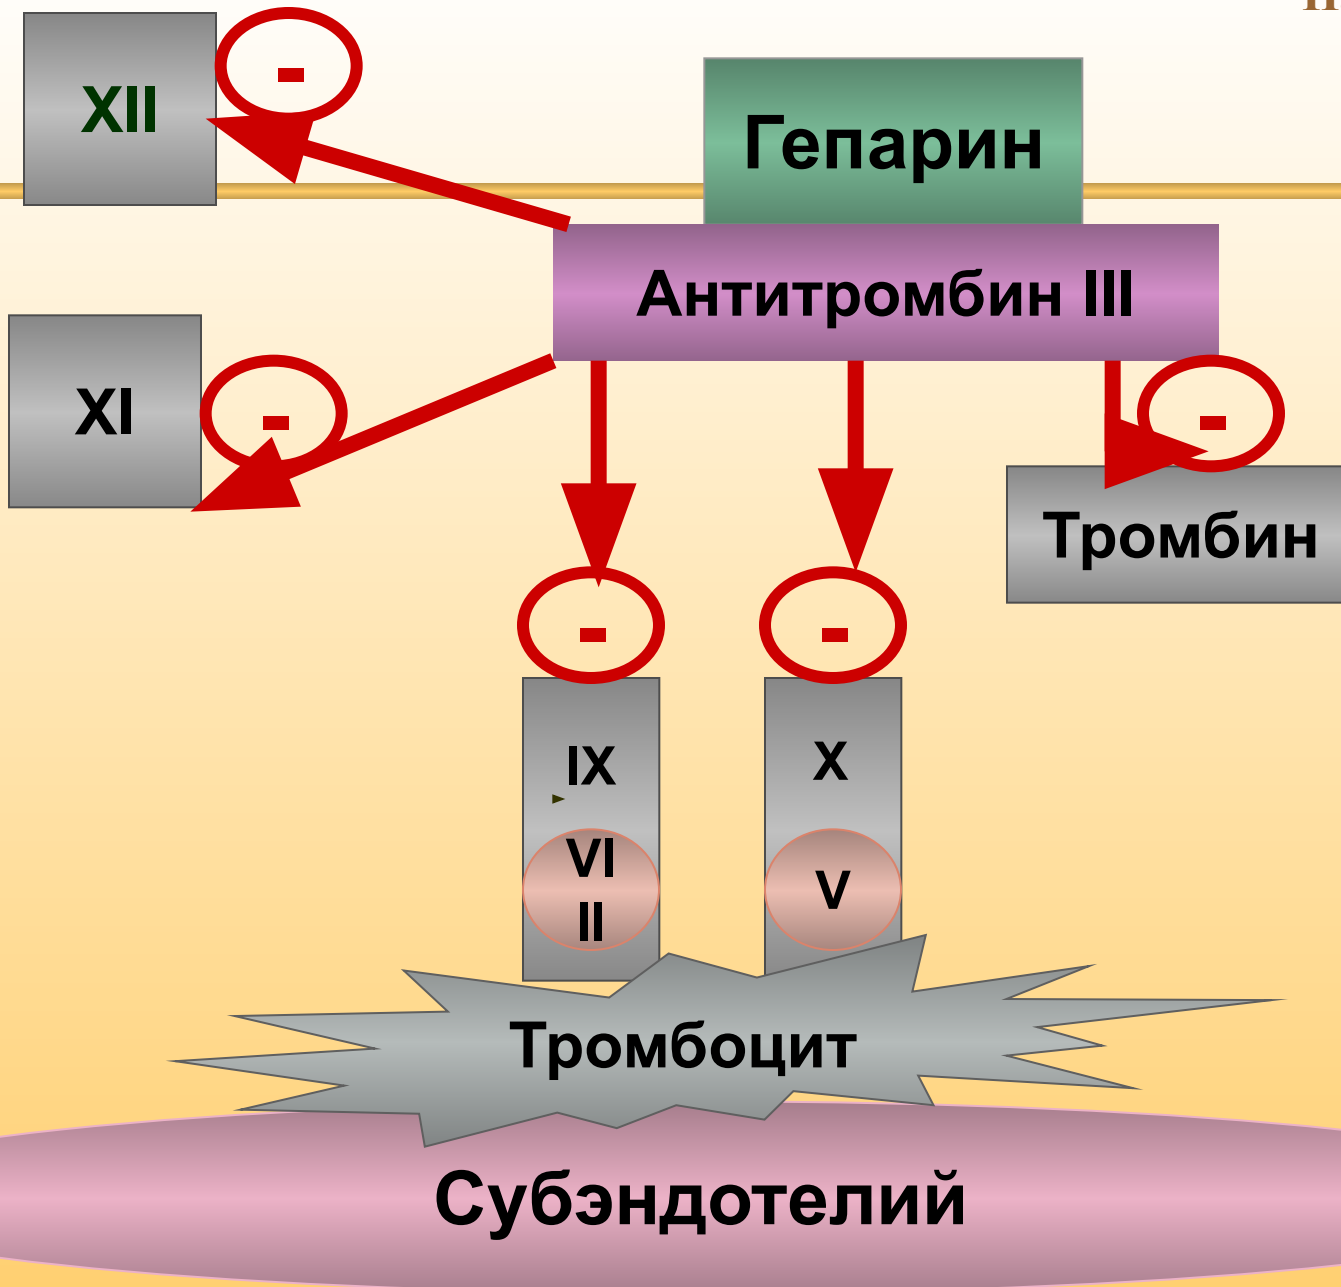 XII
-
Гепарин
Антитромбин III
XI
-
-
Тромбин
-
-
IX
X
VI
II
V
Тромбоцит
Субэндотелий